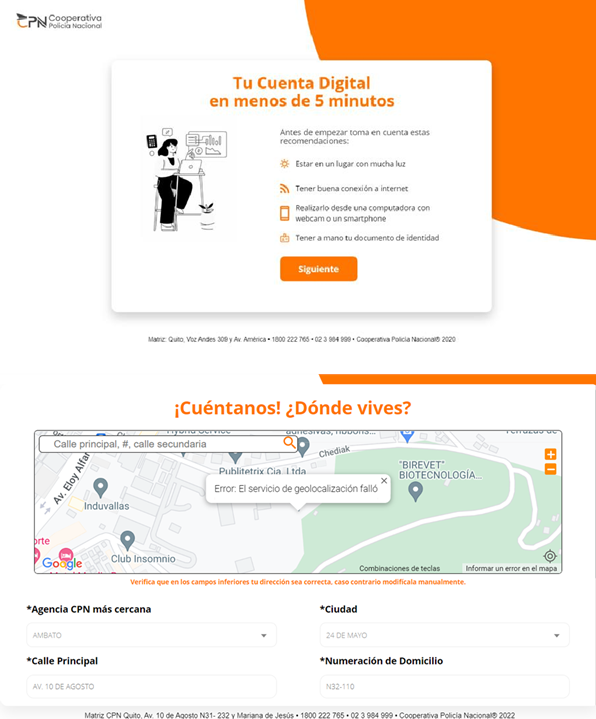 CPN Cooperativa
Policía Nacional
Tu Cuenta Digital
en menos de 5 minutos
Antes de empezar toma en cuenta estas
recomendaciones:
Estar en un lugar con mucha luz
Tener buena conexión a internet
Realizarlo desde una computadora con
webcam o un smartphone
Tener a mano tu documento de identidad
Siguiente
Matriz: Quito, Voz Andes 309 y Av. América • 1800 222 765 • 02 3 984 999 • Cooperativa Policía Nacional® 2020
¡Cuéntanos! ¿Dónde vives?
Calle principal, #, calle secundaria
Chediak
Publitetrix Cia. Ltda
"BIREVET"
BIOTECNOLOGÍA...
Av. Eloy Alfar
Error: El servicio de geolocalización falló
Induvallas
Club Insomnio
Google
Combinaciones de teclas
Informar un error en el mapa
Verifica que en los campos inferiores tu dirección sea correcta, caso contrario modifícala manualmente.
*Agencia CPN más cercana
*Ciudad
AMBATO
24 DE MAYO
*Calle Principal
*Numeración de Domicilio
AV. 10 DE AGOSTO
N32-110
Matriz CPN Quito, Av. 10 de Agosto N31- 232 y Mariana de Jesús • 1800 222 765 • 02 3 984 999 • Cooperativa Policía Nacional® 2022